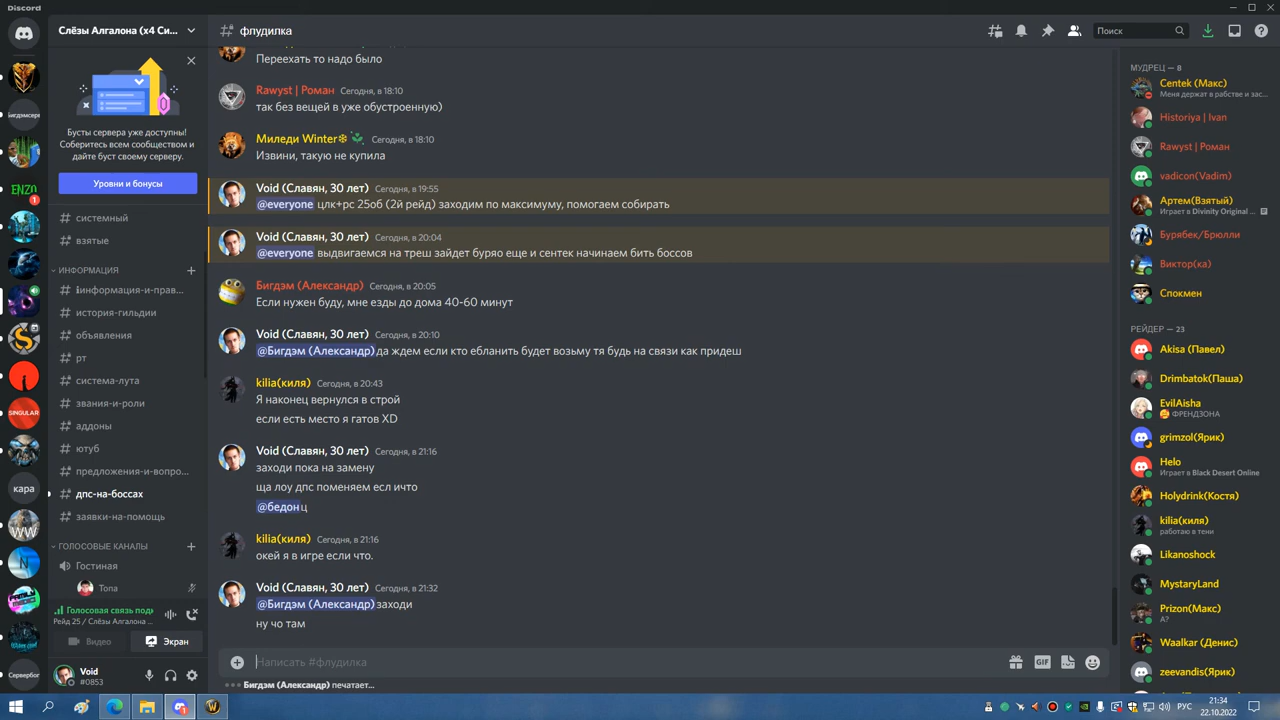 Discord
Слёзы Алгалона (x4 Си...
флудилка
Поиск
Бусты сервера уже доступны!
Соберитесь всем сообществом и
дайте буст своему серверу.
Уровни и бонусы
системный
взятые
ИНФОРМАЦИЯ
информация-и-прав...
история-гильдии
объявления
рт
система-лута
звания-и-роли
аддоны
ютуб
предложения-и-вопро...
дпс-на-боссах
заявки-на-помощь
ГОЛОСОВЫЕ КАНАЛЫ
Гостиная
Топа
Голосовая связь подк
Рейд 25 / Слёзы Алгалона ...
Видео
Экран
Void
#0853
ENZO
1
SINGULAR
кара
WW
Сервербог
Переехать то надо было
Rawyst | Роман Сегодня, в 18:10
так без вещей в уже обустроенную)
Миледи Winter❄ Сегодня, в 18:10
Извини, такую не купила
Void (Славян, 30 лет) Сегодня, в 19:55
@everyone цлк+рс 25об (2й рейд) заходим по максимуму, помогаем собирать
Void (Славян, 30 лет) Сегодня, в 20:04
@everyone выдвигаемся на треш зайдет буряо еще и сентек начинаем бить боссов
Бигдэм (Александр) Сегодня, в 20:05
Если нужен буду, мне езды до дома 40-60 минут
Void (Славян, 30 лет) Сегодня, в 20:10
@Бигдэм (Александр) да ждем если кто ебланить будет возьму тя будь на связи как придеш
kilia(киля) Сегодня, в 20:43
Я наконец вернулся в строй
если есть место я гатов XD
Void (Славян, 30 лет) Сегодня, в 21:16
заходи пока на замену
ща лоу дпс поменяем есл ичто
@бедонц
kilia(киля) Сегодня, в 21:16
окей я в игре если что.
Void (Славян, 30 лет) Сегодня, в 21:32
@Бигдэм (Александр) заходи
ну чо там
Написать #флудилка
GIF
Бигдэм (Александр) печатает...
МУДРЕЦ — 8
Centek (Макс)
Меня держат в рабстве и зас...
Historiya | Ivan
Rawyst | Роман
vadicon(Vadim)
Артем(Взятый)
Играет в Divinity Original ...
Бурябек/Брюлли
Виктор(ка)
Спокмен
РЕЙДЕР — 23
Akisa (Павел)
Drimbatok(Паша)
EvilAisha
ФРЕНДЗОНА
grimzol(Ярик)
Helo
Играет в Black Desert Online
Holydrink(Костя)
kilia(киля)
работаю в тени
Likanoshock
MystaryLand
Prizon(Макс)
А?
Waalkar (Денис)
zeevandis(Ярик)
РУС
21:34
22.10.2022